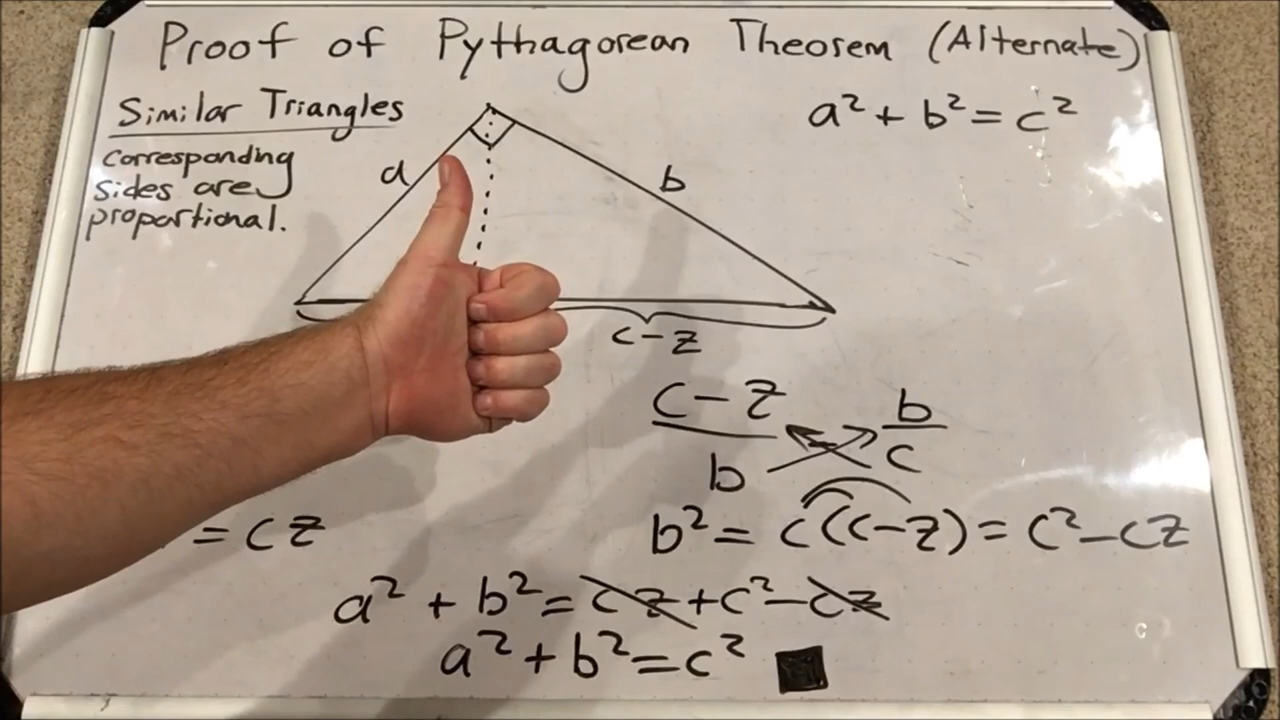 Proof of Pythagorean Theorem (Alternate)
Similar Triangles
Corresponding
sides are
proportional.
a² + b² = c²
a
b
c-z
c-z
b
b
c
= cz
b² = c(c-z) = c²-cz
a² + b² = cz + c² - cz
a² + b² = c²